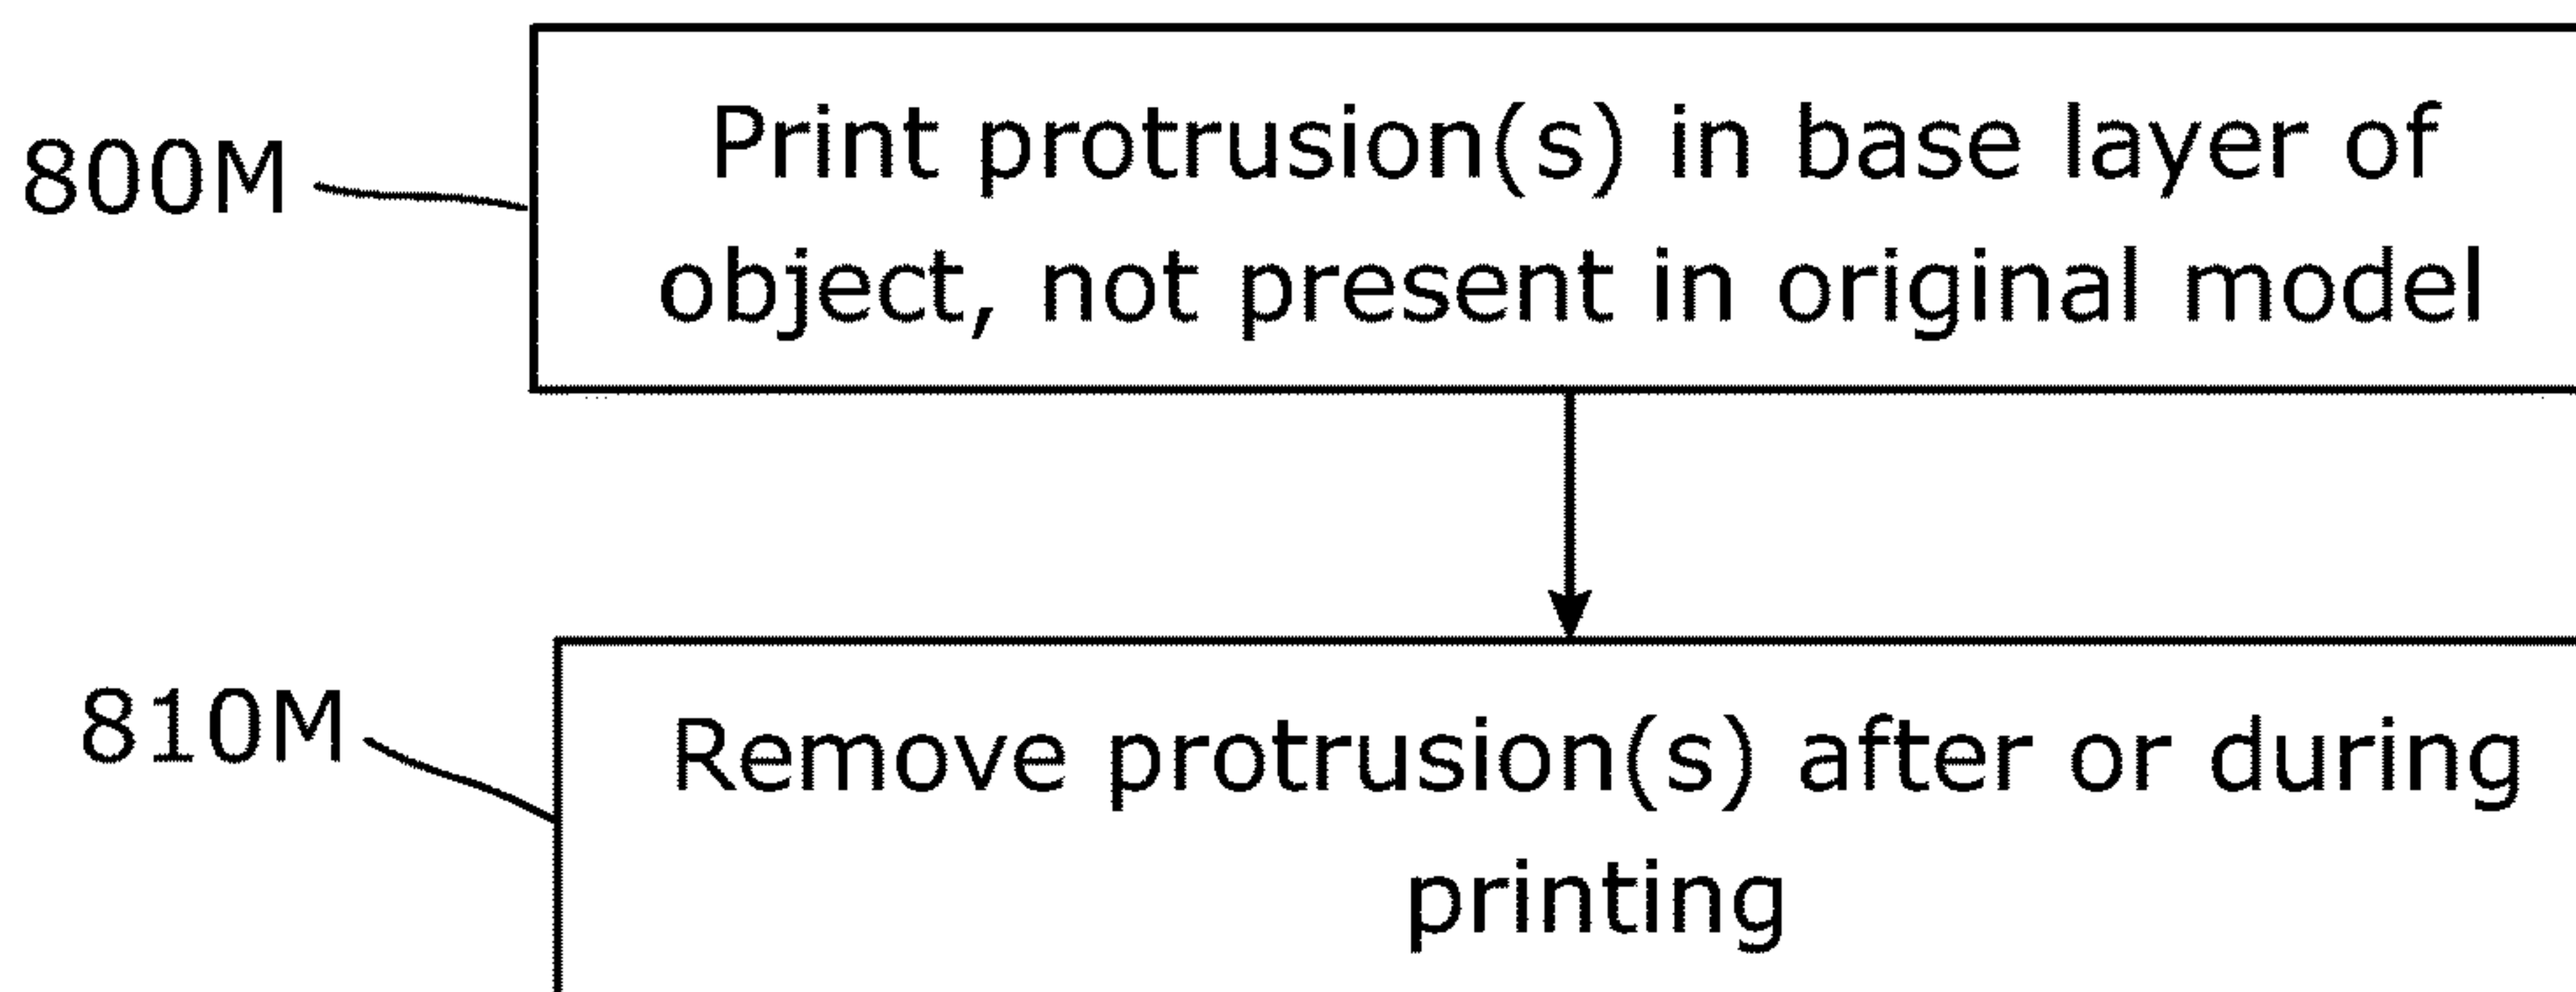 800M
Print protrusion(s) in base layer of
object, not present in original model
810M
Remove protrusion(s) after or during
printing